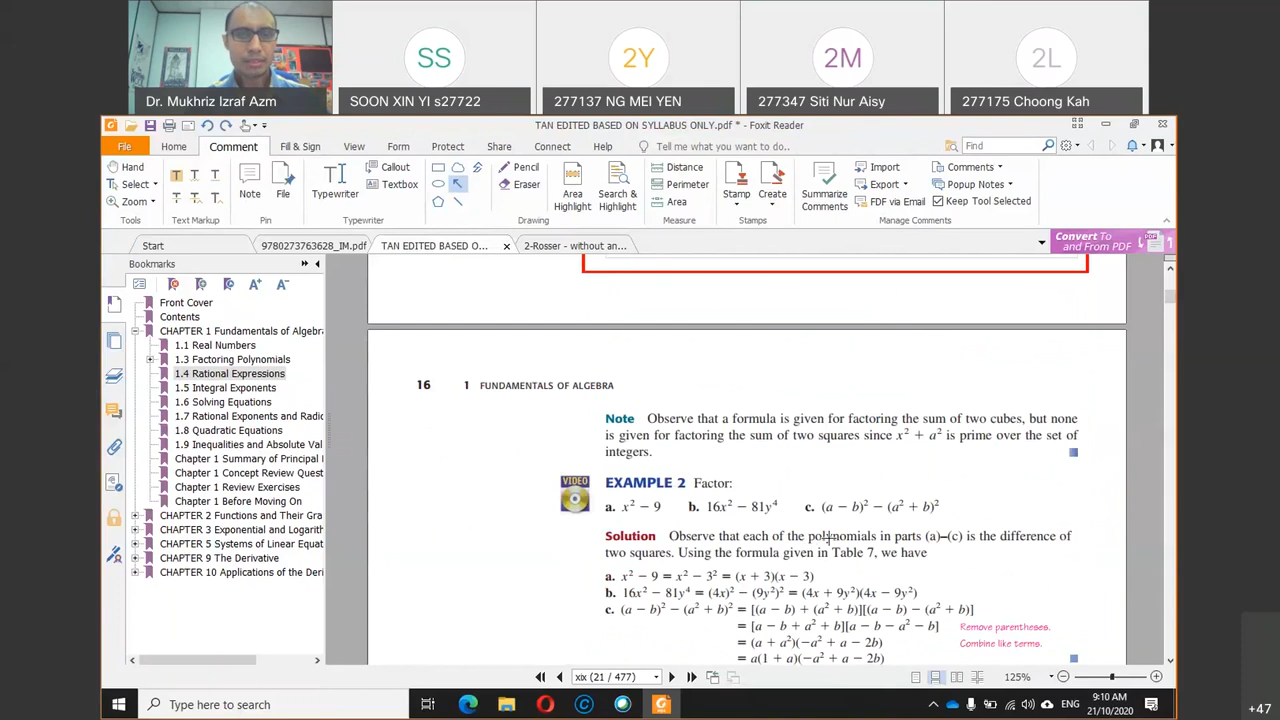 SS
2Y
2M
2L
Dr. Mukhriz Izraf Azm
SOON XIN YI s27722
277137 NG MEI YEN
277347 Siti Nur Aisy
277175 Choong Kah
TAN EDITED BASED ON SYLLABUS ONLY.pdf * - Foxit Reader
File Home Comment Fill & Sign View Form Protect Share Connect Help Tell me what you want to do... Find
Hand
Select
Zoom
Tools
Text Markup
Note
File
Pin
Typewriter
Callout
Textbox
Typewriter
Pencil
Eraser
Area Highlight
Search & Highlight
Drawing
Distance
Perimeter
Area
Measure
Stamp
Create
Stamps
Summarize Comments
Import
Export
FDF via Email
Comments
Popup Notes
Keep Tool Selected
Manage Comments
Start
9780273763628_IM.pdf
TAN EDITED BASED O...
2-Rosser - without an...
Convert To
and From PDF
Bookmarks
Front Cover
Contents
CHAPTER 1 Fundamentals of Algebra
1.1 Real Numbers
1.3 Factoring Polynomials
1.4 Rational Expressions
1.5 Integral Exponents
1.6 Solving Equations
1.7 Rational Exponents and Radic
1.8 Quadratic Equations
1.9 Inequalities and Absolute Val
Chapter 1 Summary of Principal
Chapter 1 Concept Review Quest
Chapter 1 Review Exercises
Chapter 1 Before Moving On
CHAPTER 2 Functions and Their Gra
CHAPTER 3 Exponential and Logarith
CHAPTER 5 Systems of Linear Equat
CHAPTER 9 The Derivative
CHAPTER 10 Applications of the Deri
16 1 FUNDAMENTALS OF ALGEBRA
Note Observe that a formula is given for factoring the sum of two cubes, but none
is given for factoring the sum of two squares since x² + a² is prime over the set of
integers.
VIDEO
EXAMPLE 2 Factor:
a. x² − 9 b. 16x² − 81y⁴ c. (a − b)² − (a² + b)²
Solution Observe that each of the polynomials in parts (a)–(c) is the difference of
two squares. Using the formula given in Table 7, we have
a. x² − 9 = x² − 3² = (x + 3)(x − 3)
b. 16x² − 81y⁴ = (4x)² − (9y²)² = (4x + 9y²)(4x − 9y²)
c. (a − b)² − (a² + b)² = [(a − b) + (a² + b)][(a − b) − (a² + b)]
= [a − b + a² + b][a − b − a² − b] Remove parentheses.
= (a + a²)(−a² + a − 2b) Combine like terms.
= a(1 + a)(−a² + a − 2b)
xix (21 / 477)
125%
Type here to search
ENG
9:10 AM
21/10/2020
+47